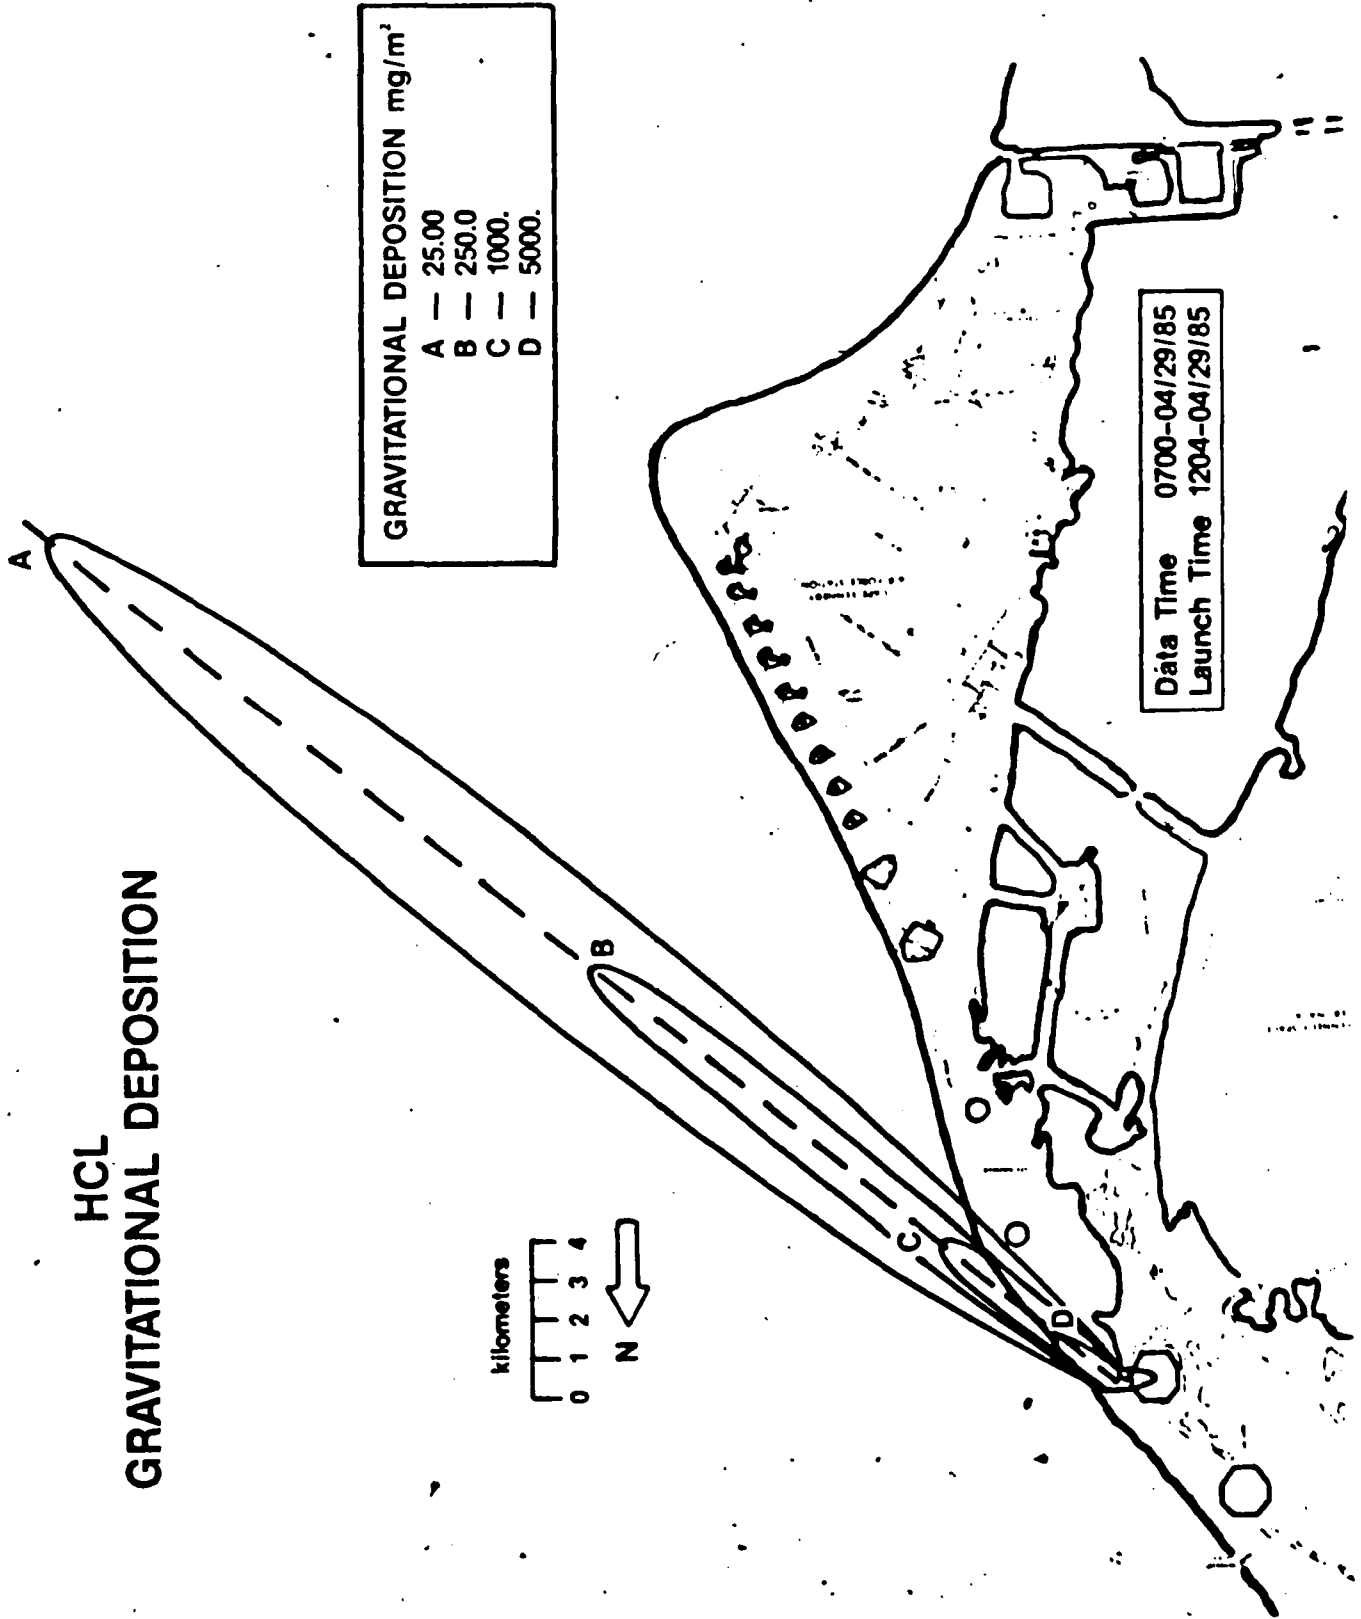 HCL
GRAVITATIONAL DEPOSITION
GRAVITATIONAL DEPOSITION mg/m²
A — 25.00
B — 250.0
C — 1000.
D — 5000.
A
B
C
D
kilometers
0 1 2 3 4
N
Data Time 0700-04/29/85
Launch Time 1204-04/29/85